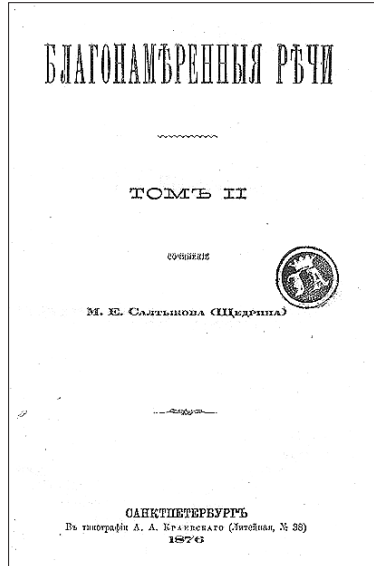 БЛАГОНАМѢРЕННЫЯ РѢЧИ
ТОМЪ II
СОЧИНЕНІЕ
М. Е. САЛТЫКОВА (ЩЕДРИНА)
САНКТПЕТЕРБУРГЪ
Въ типографіи А. А. Краевскаго (Литейная, № 38)
1876